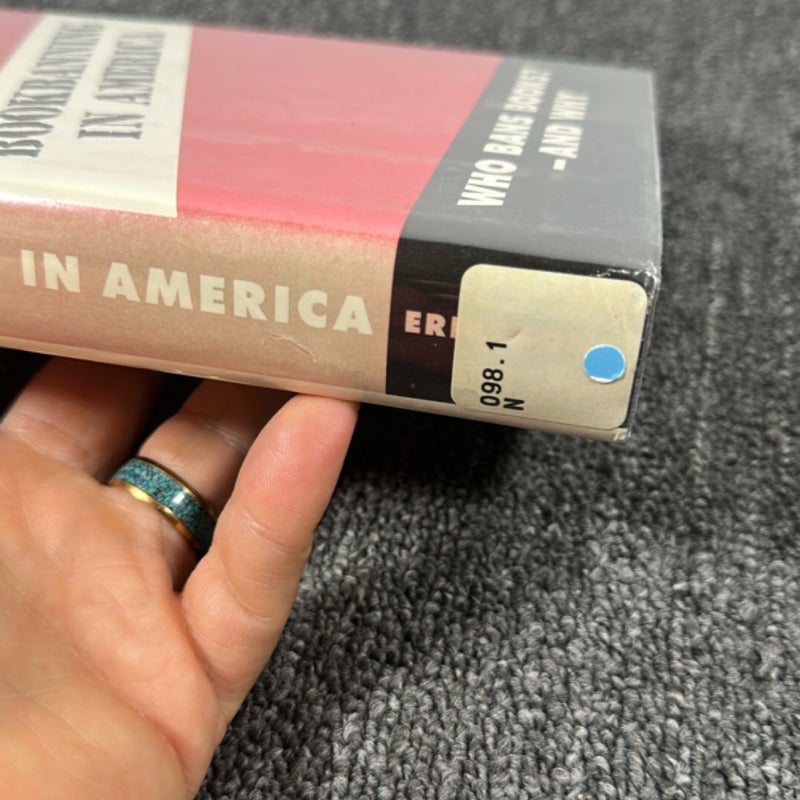 BOOKBANNING
IN AMERICA
WHO BANS BOOKS?
—AND WHY
IN AMERICA
ERI
098.1
N